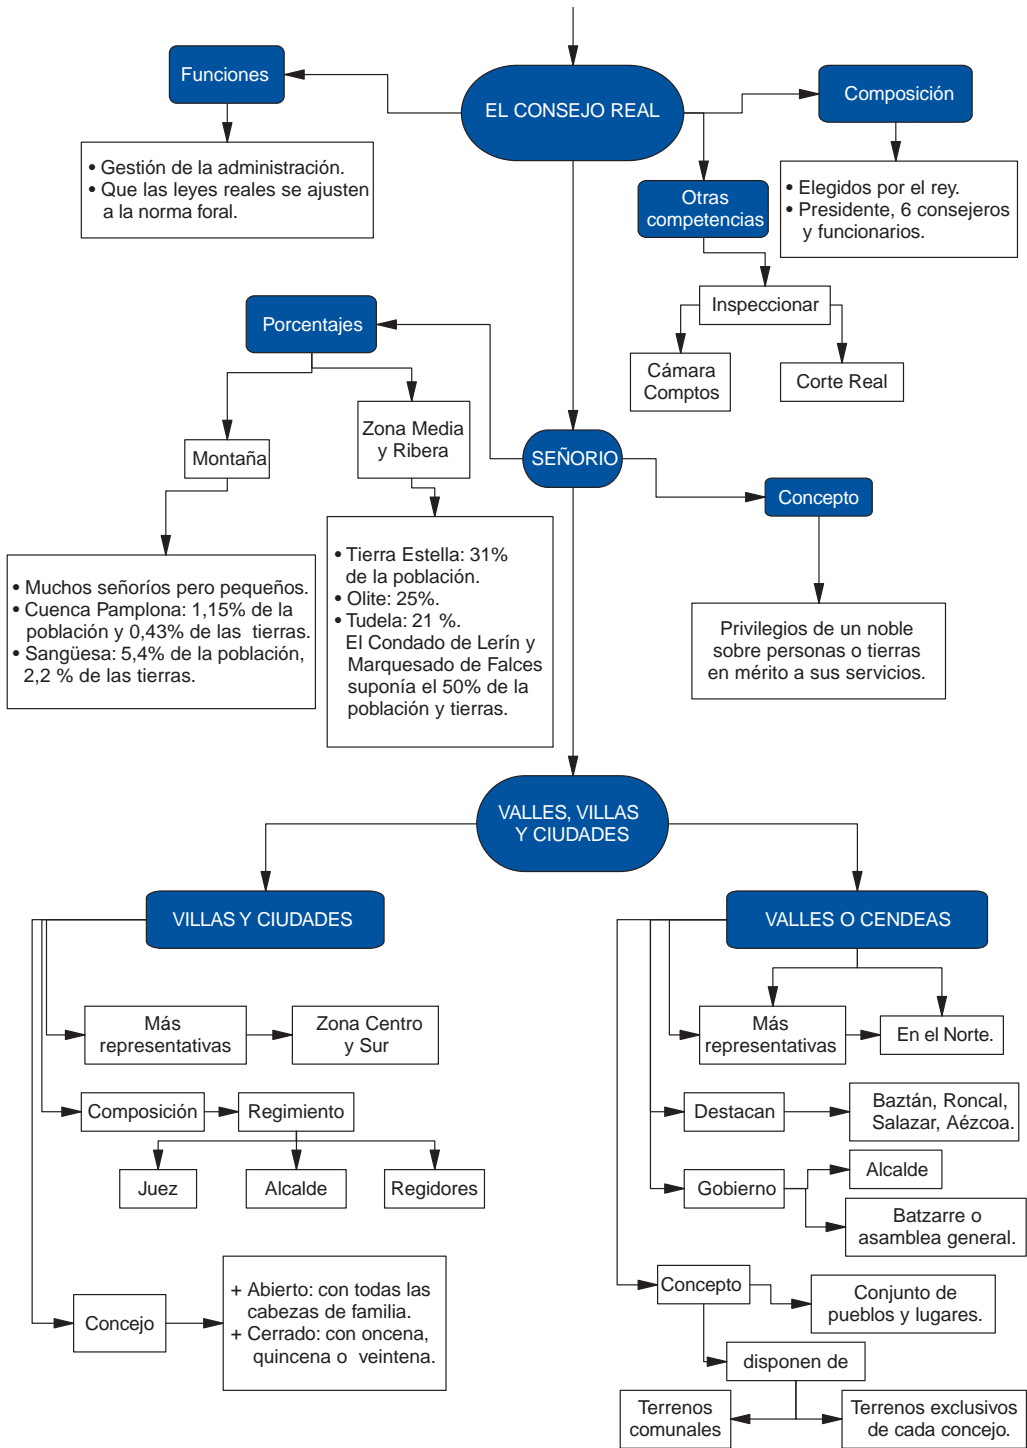 Funciones
EL CONSEJO REAL
Composición
• Gestión de la administración.
• Que las leyes reales se ajusten
a la norma foral.
• Elegidos por el rey.
• Presidente, 6 consejeros
y funcionarios.
Otras
competencias
Inspeccionar
Cámara
Comptos
Corte Real
Porcentajes
Montaña
Zona Media
y Ribera
SEÑORIO
Concepto
• Muchos señoríos pero pequeños.
• Cuenca Pamplona: 1,15% de la
población y 0,43% de las tierras.
• Sangüesa: 5,4% de la población,
2,2 % de las tierras.
• Tierra Estella: 31%
de la población.
• Olite: 25%.
• Tudela: 21 %.
El Condado de Lerín y
Marquesado de Falces
suponía el 50% de la
población y tierras.
Privilegios de un noble
sobre personas o tierras
en mérito a sus servicios.
VALLES, VILLAS
Y CIUDADES
VILLAS Y CIUDADES
Más
representativas
Zona Centro
y Sur
Composición
Regimiento
Juez
Alcalde
Regidores
Concejo
+ Abierto: con todas las
cabezas de familia.
+ Cerrado: con oncena,
quincena o veintena.
VALLES O CENDEAS
Más
representativas
En el Norte.
Destacan
Baztán, Roncal,
Salazar, Aézcoa.
Gobierno
Alcalde
Batzarre o
asamblea general.
Concepto
Conjunto de
pueblos y lugares.
disponen de
Terrenos
comunales
Terrenos exclusivos
de cada concejo.